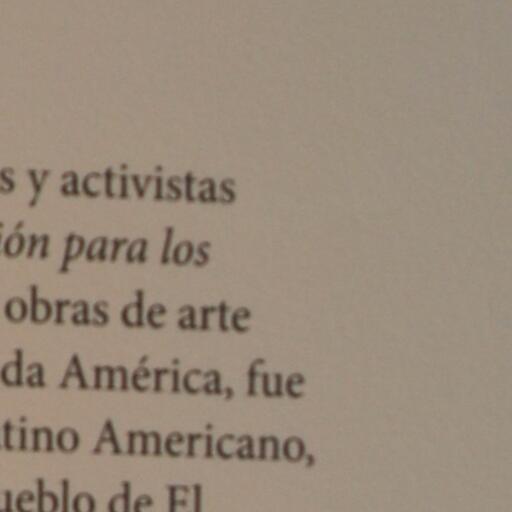 s y activistas
ión para los
obras de arte
da América, fue
tino Americano,
ueblo de El